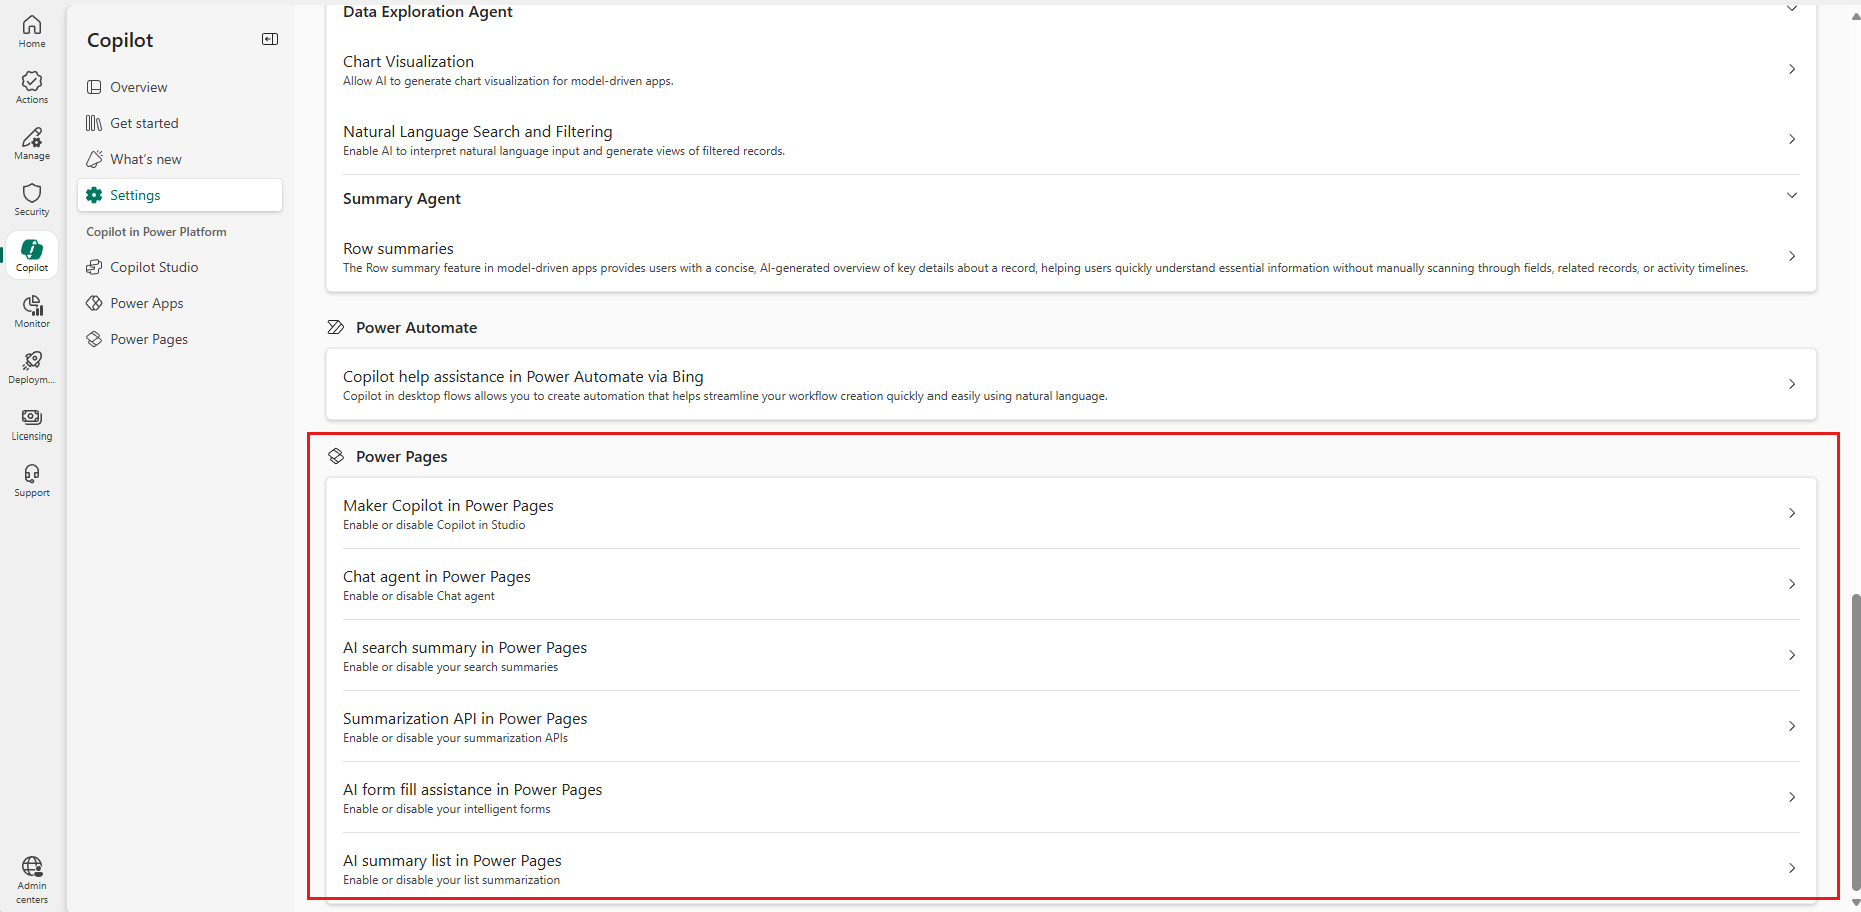 Home
Actions
Manage
Security
Copilot
Monitor
Deploym...
Licensing
Support
Admin
centers
Copilot
Overview
Get started
What's new
Settings
Copilot in Power Platform
Copilot Studio
Power Apps
Power Pages
Data Exploration Agent
Chart Visualization
Allow AI to generate chart visualization for model-driven apps.
Natural Language Search and Filtering
Enable AI to interpret natural language input and generate views of filtered records.
Summary Agent
Row summaries
The Row summary feature in model-driven apps provides users with a concise, AI-generated overview of key details about a record, helping users quickly understand essential information without manually scanning through fields, related records, or activity timelines.
Power Automate
Copilot help assistance in Power Automate via Bing
Copilot in desktop flows allows you to create automation that helps streamline your workflow creation quickly and easily using natural language.
Power Pages
Maker Copilot in Power Pages
Enable or disable Copilot in Studio
Chat agent in Power Pages
Enable or disable Chat agent
AI search summary in Power Pages
Enable or disable your search summaries
Summarization API in Power Pages
Enable or disable your summarization APIs
AI form fill assistance in Power Pages
Enable or disable your intelligent forms
AI summary list in Power Pages
Enable or disable your list summarization